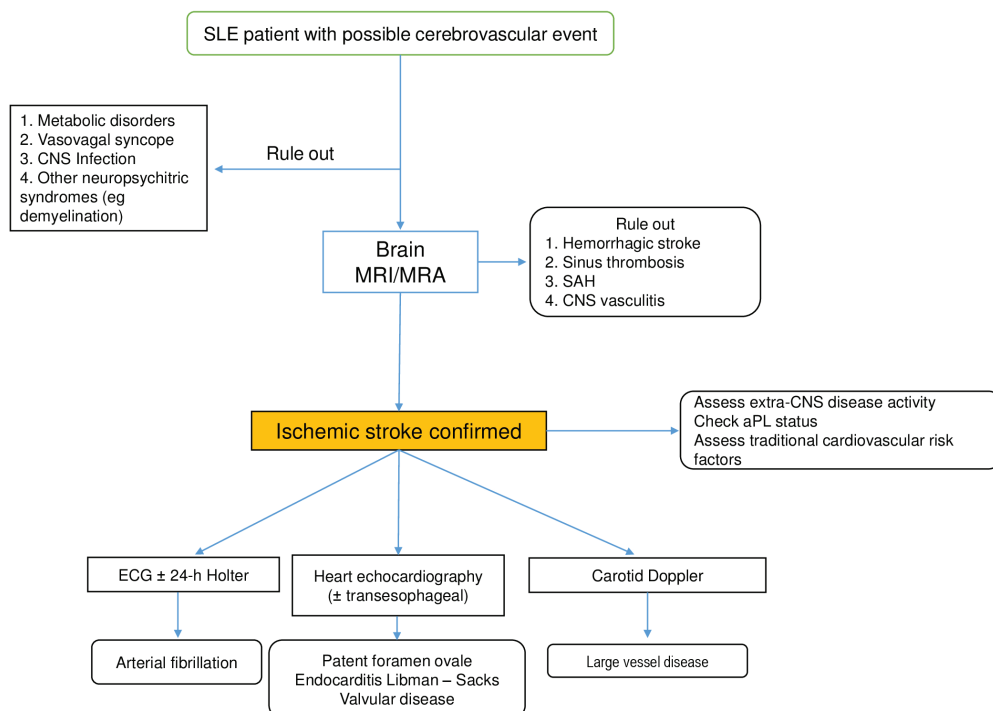 SLE patient with possible cerebrovascular event
1. Metabolic disorders
2. Vasovagal syncope
3. CNS Infection
4. Other neuropsychitric
syndromes (eg
demyelination)
Rule out
Brain
MRI/MRA
Rule out
1. Hemorrhagic stroke
2. Sinus thrombosis
3. SAH
4. CNS vasculitis
Ischemic stroke confirmed
Assess extra-CNS disease activity
Check aPL status
Assess traditional cardiovascular risk
factors
ECG ± 24-h Holter
Heart echocardiography
(± transesophageal)
Carotid Doppler
Arterial fibrillation
Patent foramen ovale
Endocarditis Libman – Sacks
Valvular disease
Large vessel disease